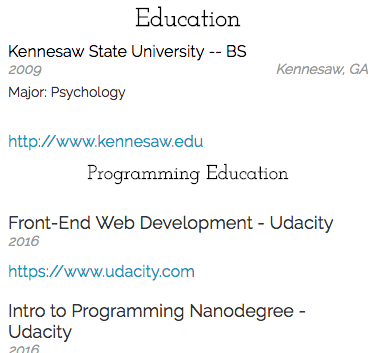 Education
Kennesaw State University -- BS
2009 Kennesaw, GA
Major: Psychology
http://www.kennesaw.edu
Programming Education
Front-End Web Development - Udacity
2016
https://www.udacity.com
Intro to Programming Nanodegree -
Udacity
2016